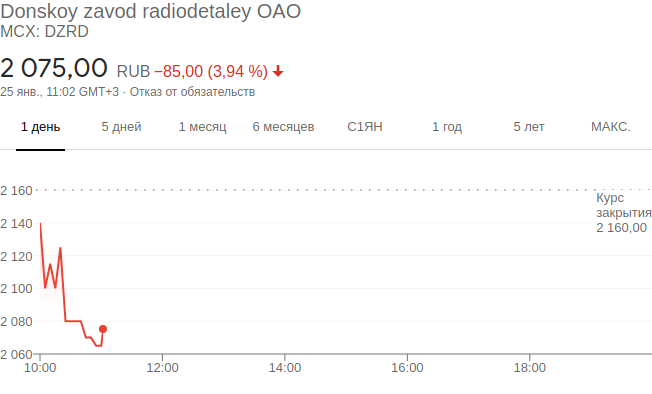 Donskoy zavod radiodetaley OAO
MCX: DZRD
2 075,00 RUB −85,00 (3,94 %)
25 янв., 11:02 GMT+3 · Отказ от обязательств
1 день 5 дней 1 месяц 6 месяцев С1ЯН 1 год 5 лет МАКС.
2 160
Курс
закрытия
2 160,00
2 140
2 120
2 100
2 080
2 060
10:00 12:00 14:00 16:00 18:00